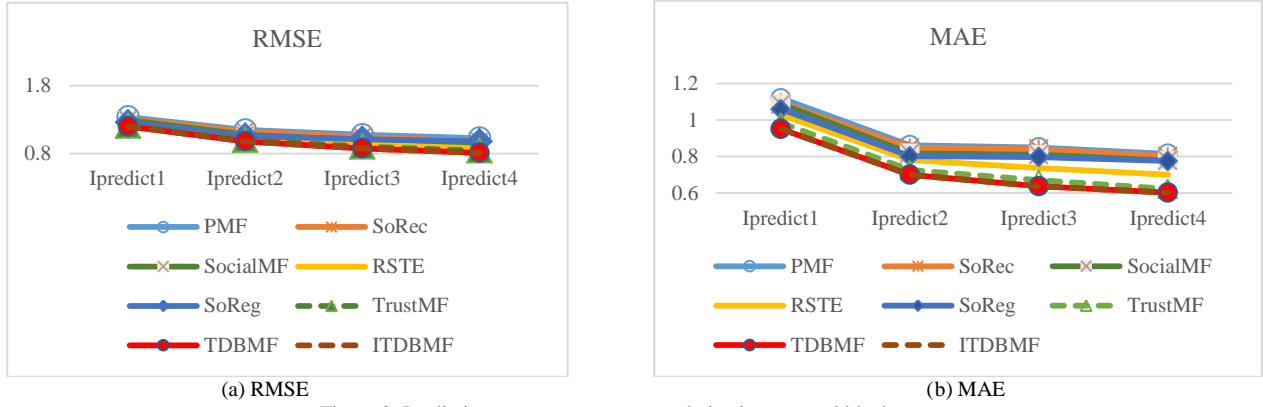 RMSE
1.8
0.8
Ipredict1 Ipredict2 Ipredict3 Ipredict4
PMF SoRec
SocialMF RSTE
SoReg TrustMF
TDBMF ITDBMF
(a) RMSE
MAE
1.2
1
0.8
0.6
Ipredict1 Ipredict2 Ipredict3 Ipredict4
PMF SoRec SocialMF
RSTE SoReg TrustMF
TDBMF ITDBMF
(b) MAE